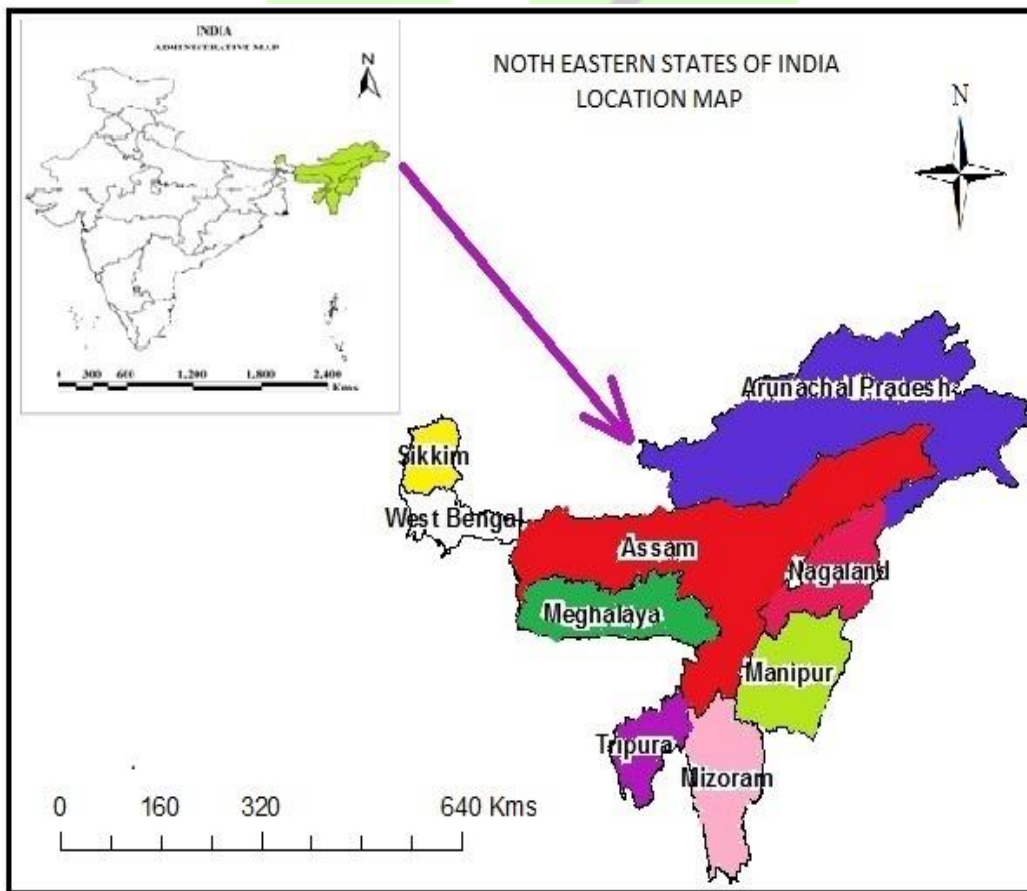 INDIA
ADMINISTRATIVE MAP
N
0 300 600 1,200 1,800 2,400
Kms
NOTH EASTERN STATES OF INDIA
LOCATION MAP
N
Arunachal Pradesh
Sikkim
West Bengal
Assam
Nagaland
Meghalaya
Manipur
Tripura
Mizoram
0 160 320 640 Kms